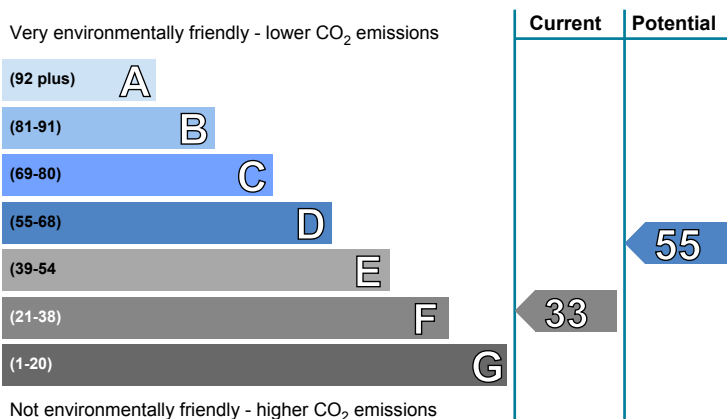 Current Potential
Very environmentally friendly - lower CO2 emissions
(92 plus) A
(81-91) B
(69-80) C
(55-68) D
55
(39-54 E
(21-38) F 33
(1-20) G
Not environmentally friendly - higher CO2 emissions